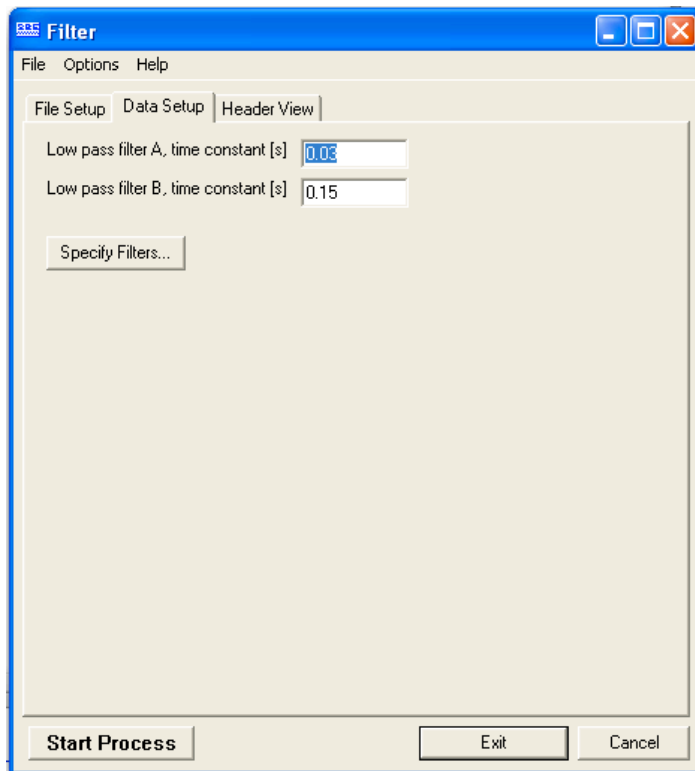 Filter
File Options Help
File Setup Data Setup Header View
Low pass filter A, time constant [s] 0.03
Low pass filter B, time constant [s] 0.15
Specify Filters...
Start Process Exit Cancel